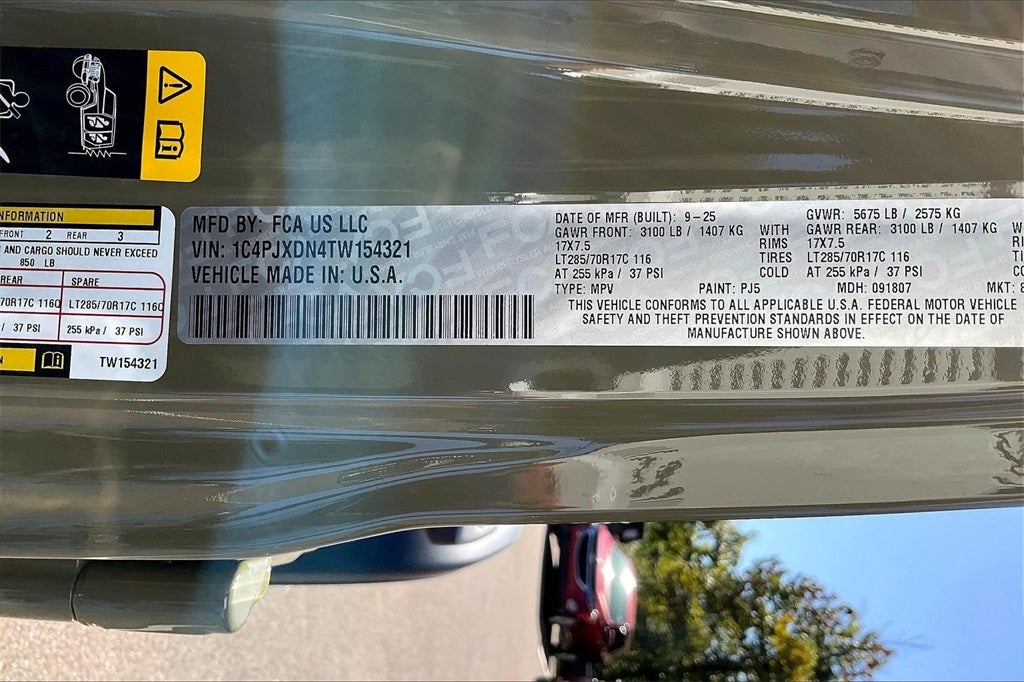 INFORMATION
FRONT 2 REAR 3
AND CARGO SHOULD NEVER EXCEED
850 LB
REAR SPARE
70R17C 116Q LT285/70R17C 116Q
/ 37 PSI 255 kPa / 37 PSI
TW154321
MFD BY: FCA US LLC
VIN: 1C4PJXDN4TW154321
VEHICLE MADE IN: U.S.A.
DATE OF MFR (BUILT): 9-25 GVWR: 5675 LB / 2575 KG
GAWR FRONT: 3100 LB / 1407 KG WITH GAWR REAR: 3100 LB / 1407 KG WITH
17X7.5 RIMS 17X7.5 RIMS
LT285/70R17C 116 TIRES LT285/70R17C 116 TIRES
AT 255 kPa / 37 PSI COLD AT 255 kPa / 37 PSI COLD
TYPE: MPV PAINT: PJ5 MDH: 091807 MKT:
THIS VEHICLE CONFORMS TO ALL APPLICABLE U.S.A. FEDERAL MOTOR VEHICLE
SAFETY AND THEFT PREVENTION STANDARDS IN EFFECT ON THE DATE OF
MANUFACTURE SHOWN ABOVE.